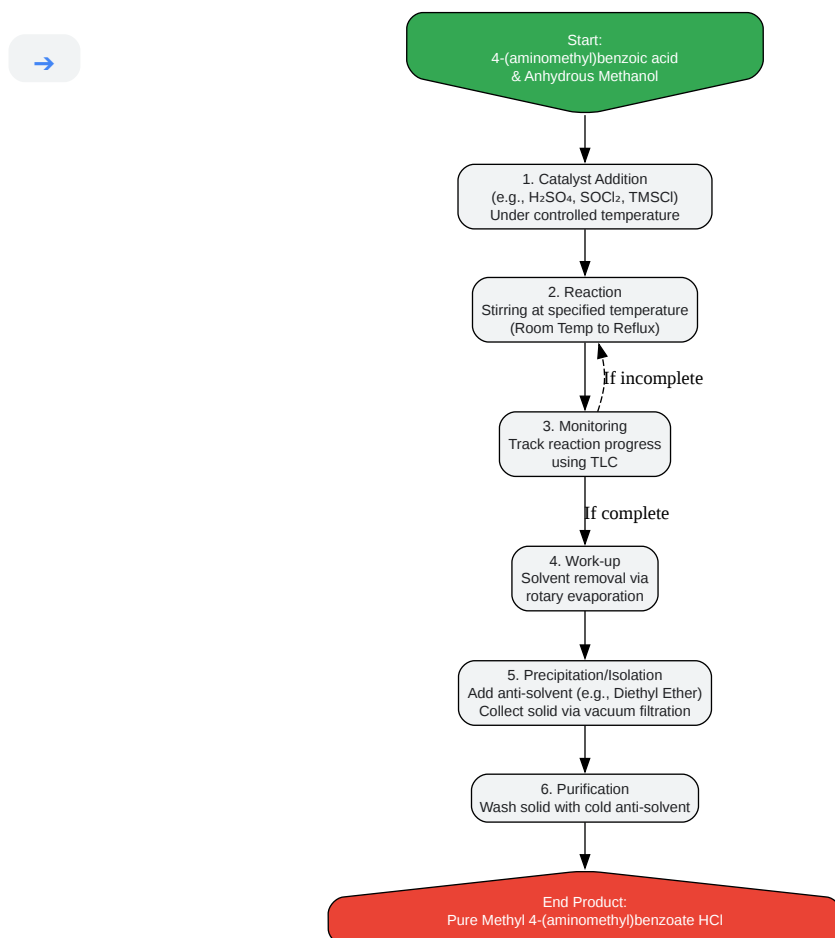 ➔
Start:
4-(aminomethyl)benzoic acid
& Anhydrous Methanol
1. Catalyst Addition
(e.g., H₂SO₄, SOCl₂, TMSCl)
Under controlled temperature
2. Reaction
Stirring at specified temperature
(Room Temp to Reflux)
If incomplete
3. Monitoring
Track reaction progress
using TLC
If complete
4. Work-up
Solvent removal via
rotary evaporation
5. Precipitation/Isolation
Add anti-solvent (e.g., Diethyl Ether)
Collect solid via vacuum filtration
6. Purification
Wash solid with cold anti-solvent
End Product:
Pure Methyl 4-(aminomethyl)benzoate HCl